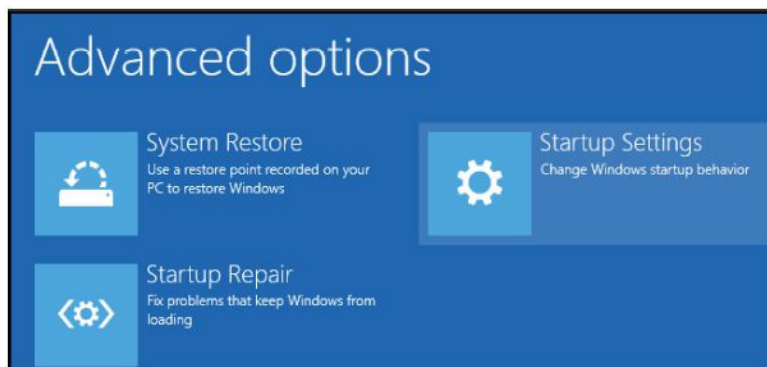 Advanced options
System Restore
Use a restore point recorded on your
PC to restore Windows
Startup Settings
Change Windows startup behavior
Startup Repair
Fix problems that keep Windows from
loading